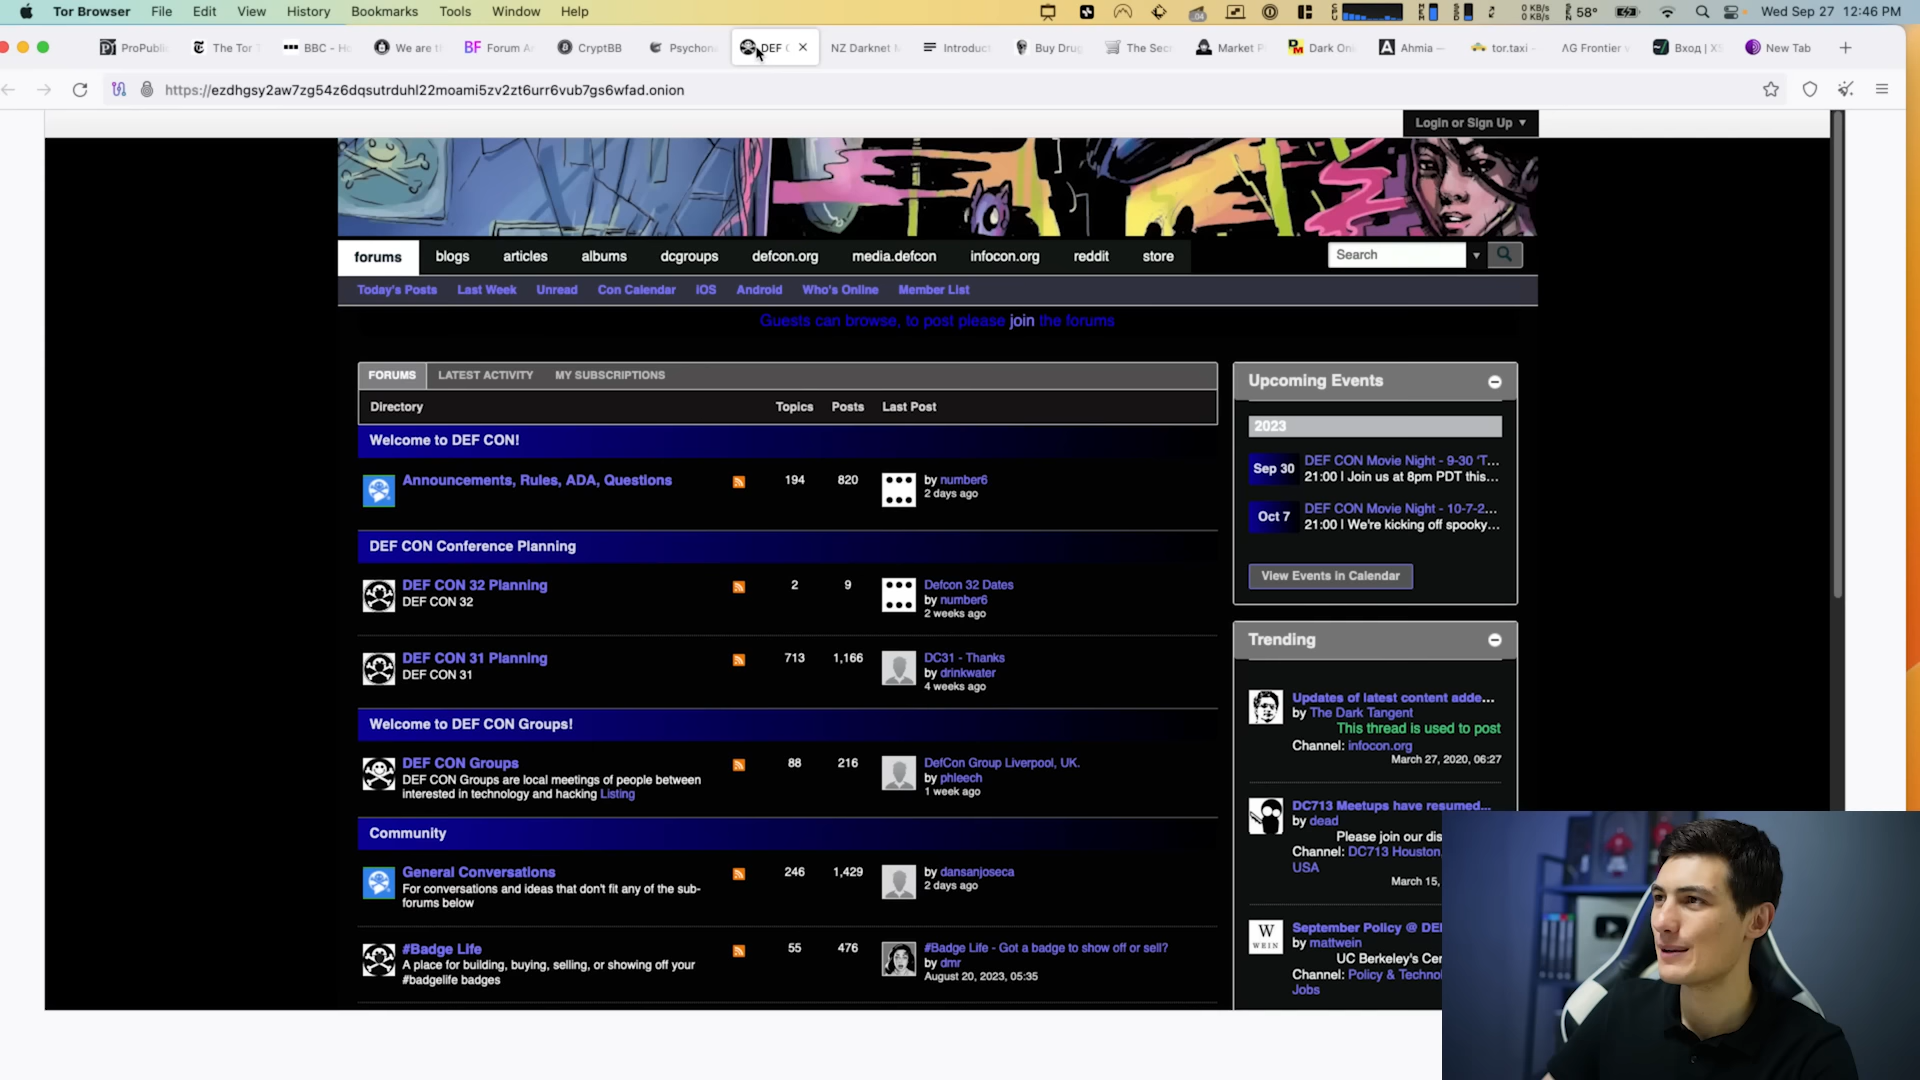 Tor Browser File Edit View History Bookmarks Tools Window Help
0 KB/s
0 KB/s
58° Wed Sep 27 12:46 PM
ProPubli The Tor BBC - H We are t BF Forum A CryptBB Psychon DEF NZ Darknet Introduct Buy Dru The Sec Market P Dark On Ahmia – tor.taxi - ΛG Frontier Вход | XS New Tab
https://ezdhgsy2aw7zg54z6dqsutrduhl22moami5zv2zt6urr6vub7gs6wfad.onion
Login or Sign Up
forums blogs articles albums dcgroups defcon.org media.defcon infocon.org reddit store Search
Today's Posts Last Week Unread Con Calendar IOS Android Who's Online Member List
Guests can browse, to post please join the forums
FORUMS LATEST ACTIVITY MY SUBSCRIPTIONS
Directory Topics Posts Last Post
Welcome to DEF CON!
Announcements, Rules, ADA, Questions 194 820 by number6
2 days ago
DEF CON Conference Planning
DEF CON 32 Planning 2 9 Defcon 32 Dates
DEF CON 32 by number6
2 weeks ago
DEF CON 31 Planning 713 1,166 DC31 - Thanks
DEF CON 31 by drinkwater
4 weeks ago
Welcome to DEF CON Groups!
DEF CON Groups 88 216 DefCon Group Liverpool, UK.
DEF CON Groups are local meetings of people between by phleech
interested in technology and hacking Listing 1 week ago
Community
General Conversations 246 1,429 by dansanjoseca
For conversations and ideas that don't fit any of the sub- 2 days ago
forums below
#Badge Life 55 476 #Badge Life - Got a badge to show off or sell?
A place for building, buying, selling, or showing off your by dmr
#badgelife badges August 20, 2023, 05:35
Upcoming Events
2023
Sep 30 DEF CON Movie Night - 9-30 'T...
21:00 | Join us at 8pm PDT this...
Oct 7 DEF CON Movie Night - 10-7-2...
21:00 | We're kicking off spooky...
View Events in Calendar
Trending
Updates of latest content adde...
by The Dark Tangent
This thread is used to post
Channel: infocon.org
March 27, 2020, 06:27
DC713 Meetups have resumed...
by dead
Please join our dis
Channel: DC713 Houston,
USA
March 15,
W
WEIN
September Policy @ DE
by mattwein
UC Berkeley's Cer
Channel: Policy & Technol
Jobs